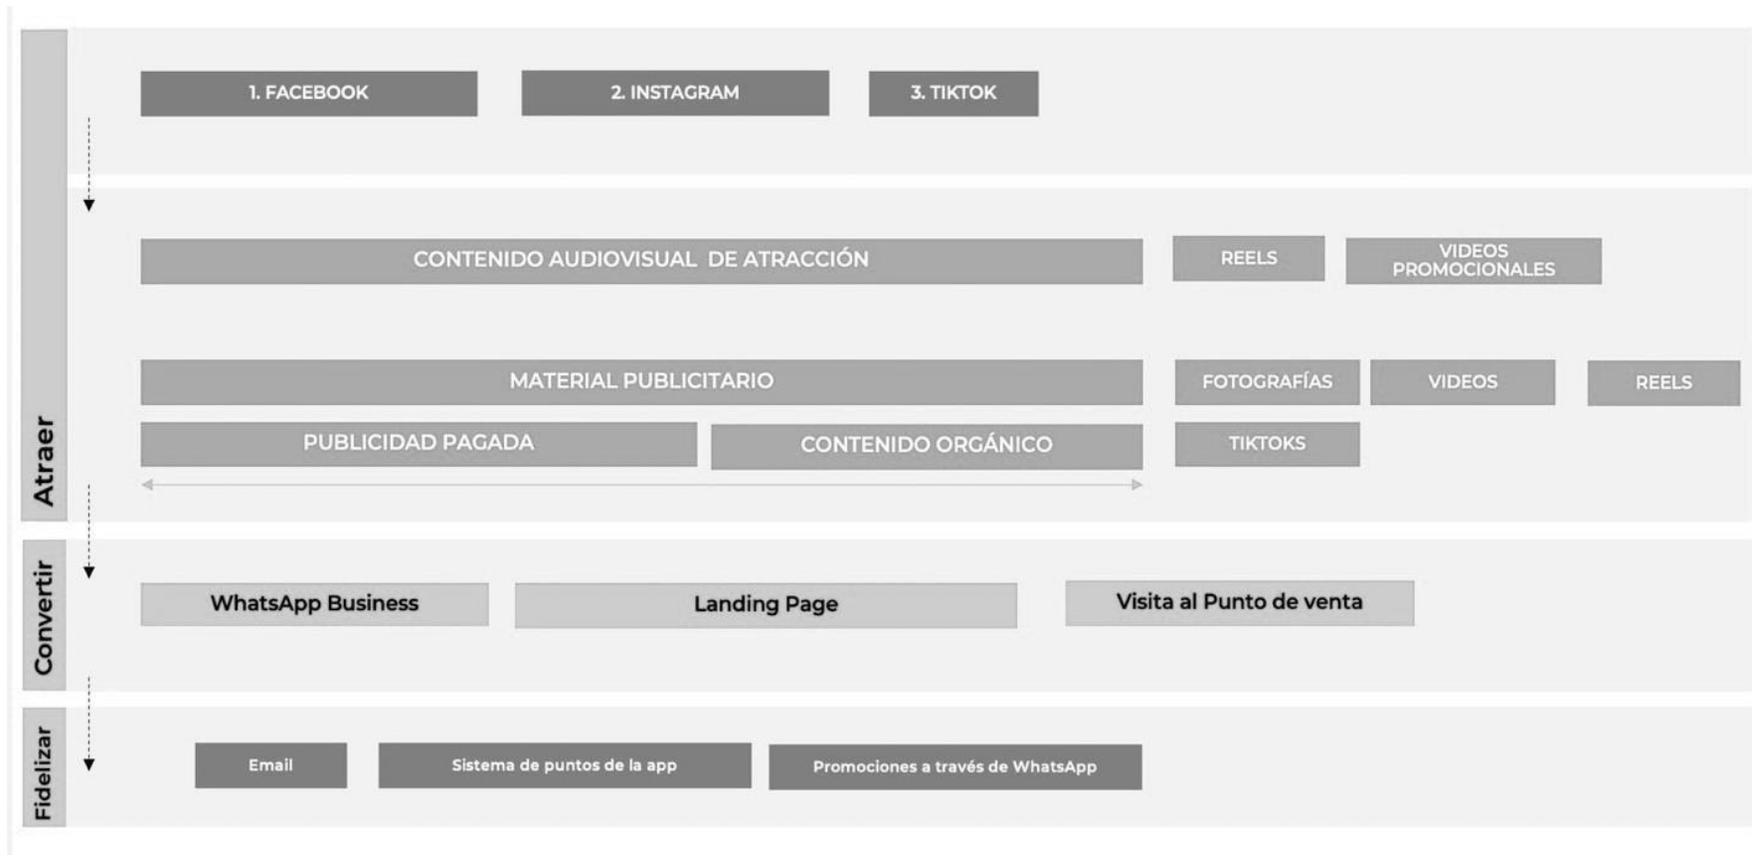 Atraer
1. FACEBOOK
2. INSTAGRAM
3. TIKTOK
CONTENIDO AUDIOVISUAL DE ATRACCIÓN
REELS
VIDEOS
PROMOCIONALES
MATERIAL PUBLICITARIO
FOTOGRAFÍAS
VIDEOS
REELS
PUBLICIDAD PAGADA
CONTENIDO ORGÁNICO
TIKTOKS
Convertir
WhatsApp Business
Landing Page
Visita al Punto de venta
Fidelizar
Email
Sistema de puntos de la app
Promociones a través de WhatsApp